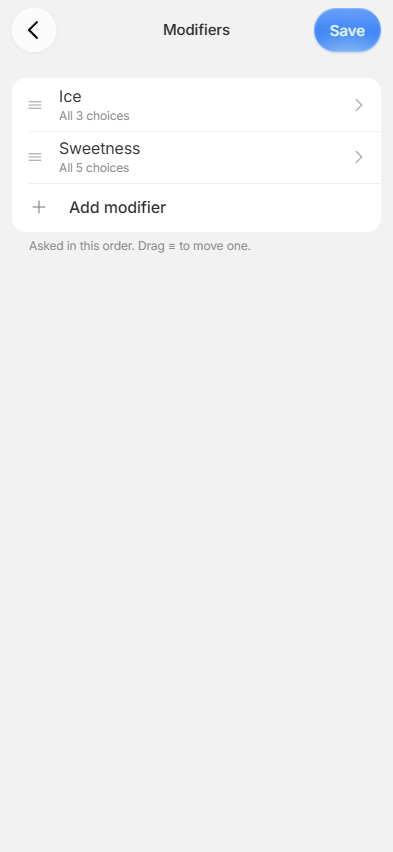 Modifiers
Save
Ice
All 3 choices
Sweetness
All 5 choices
Add modifier
Asked in this order. Drag ≡ to move one.